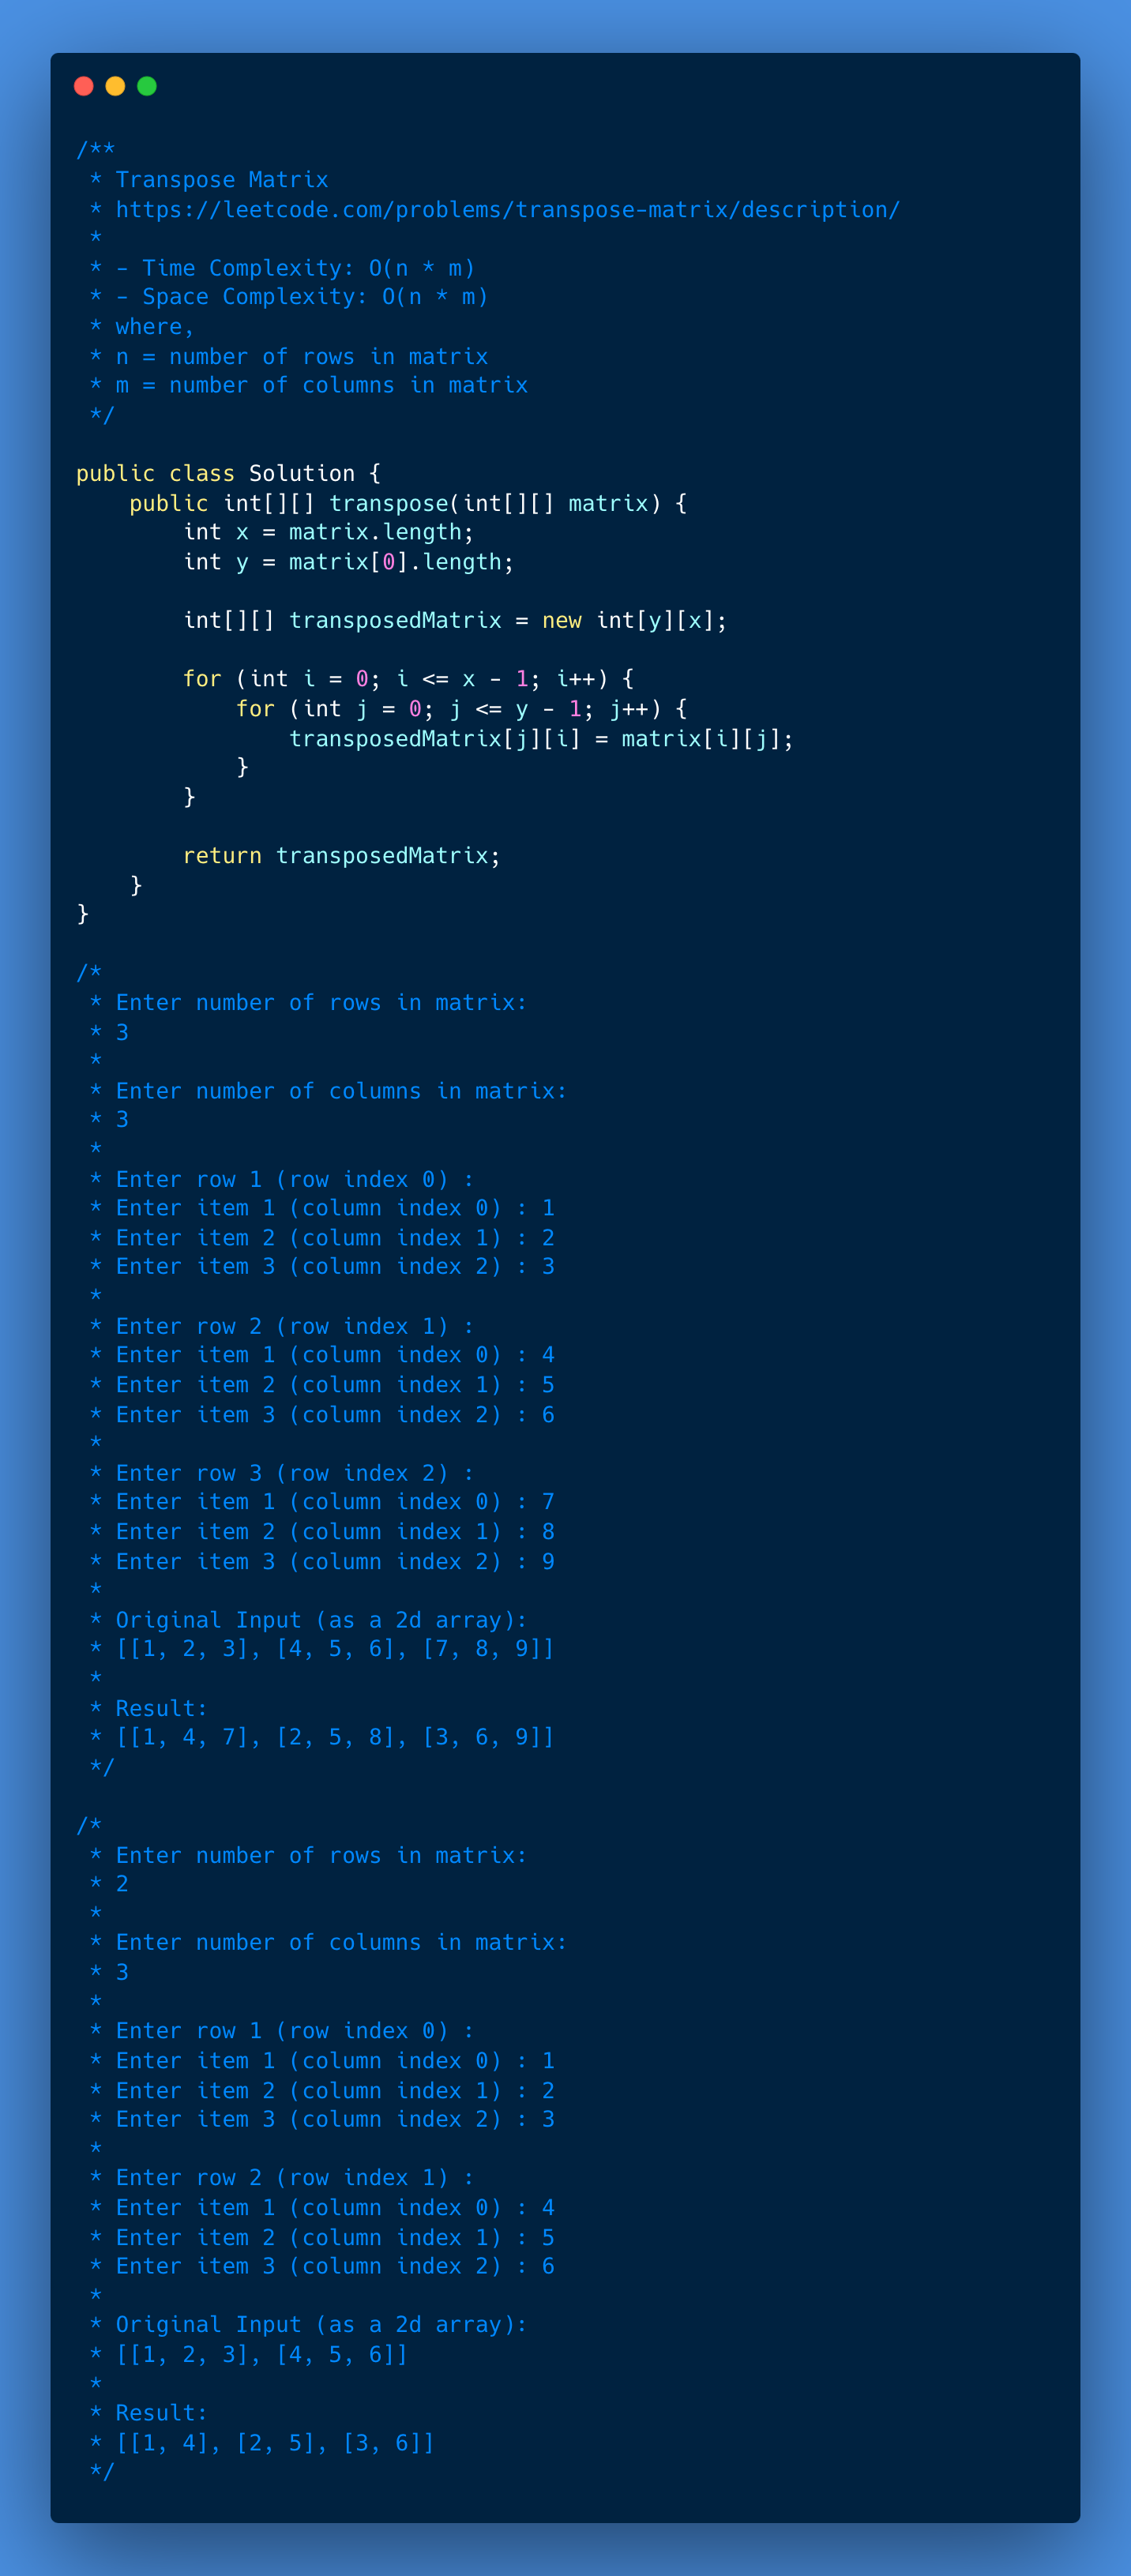 /**
 * Transpose Matrix
 * https://leetcode.com/problems/transpose-matrix/description/
 *
 * - Time Complexity: O(n * m)
 * - Space Complexity: O(n * m)
 * where,
 * n = number of rows in matrix
 * m = number of columns in matrix
 */

public class Solution {
    public int[][] transpose(int[][] matrix) {
        int x = matrix.length;
        int y = matrix[0].length;

        int[][] transposedMatrix = new int[y][x];

        for (int i = 0; i <= x - 1; i++) {
            for (int j = 0; j <= y - 1; j++) {
                transposedMatrix[j][i] = matrix[i][j];
            }
        }

        return transposedMatrix;
    }
}

/*
 * Enter number of rows in matrix:
 * 3
 *
 * Enter number of columns in matrix:
 * 3
 *
 * Enter row 1 (row index 0) :
 * Enter item 1 (column index 0) : 1
 * Enter item 2 (column index 1) : 2
 * Enter item 3 (column index 2) : 3
 *
 * Enter row 2 (row index 1) :
 * Enter item 1 (column index 0) : 4
 * Enter item 2 (column index 1) : 5
 * Enter item 3 (column index 2) : 6
 *
 * Enter row 3 (row index 2) :
 * Enter item 1 (column index 0) : 7
 * Enter item 2 (column index 1) : 8
 * Enter item 3 (column index 2) : 9
 *
 * Original Input (as a 2d array):
 * [[1, 2, 3], [4, 5, 6], [7, 8, 9]]
 *
 * Result:
 * [[1, 4, 7], [2, 5, 8], [3, 6, 9]]
 */

/*
 * Enter number of rows in matrix:
 * 2
 *
 * Enter number of columns in matrix:
 * 3
 *
 * Enter row 1 (row index 0) :
 * Enter item 1 (column index 0) : 1
 * Enter item 2 (column index 1) : 2
 * Enter item 3 (column index 2) : 3
 *
 * Enter row 2 (row index 1) :
 * Enter item 1 (column index 0) : 4
 * Enter item 2 (column index 1) : 5
 * Enter item 3 (column index 2) : 6
 *
 * Original Input (as a 2d array):
 * [[1, 2, 3], [4, 5, 6]]
 *
 * Result:
 * [[1, 4], [2, 5], [3, 6]]
 */